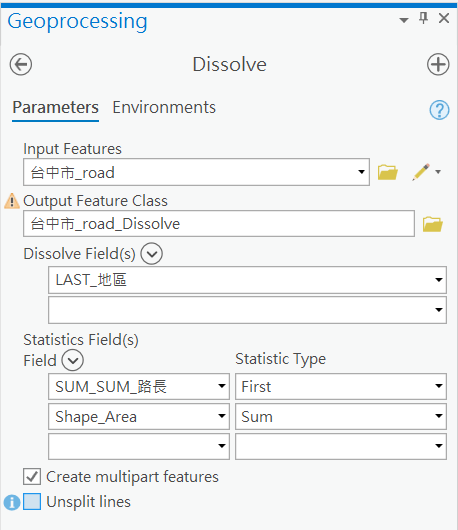 Geoprocessing
Dissolve
Parameters Environments
Input Features
台中市_road
Output Feature Class
台中市_road_Dissolve
Dissolve Field(s)
LAST_地區
Statistics Field(s)
Field Statistic Type
SUM_SUM_路長 First
Shape_Area Sum
Create multipart features
Unsplit lines